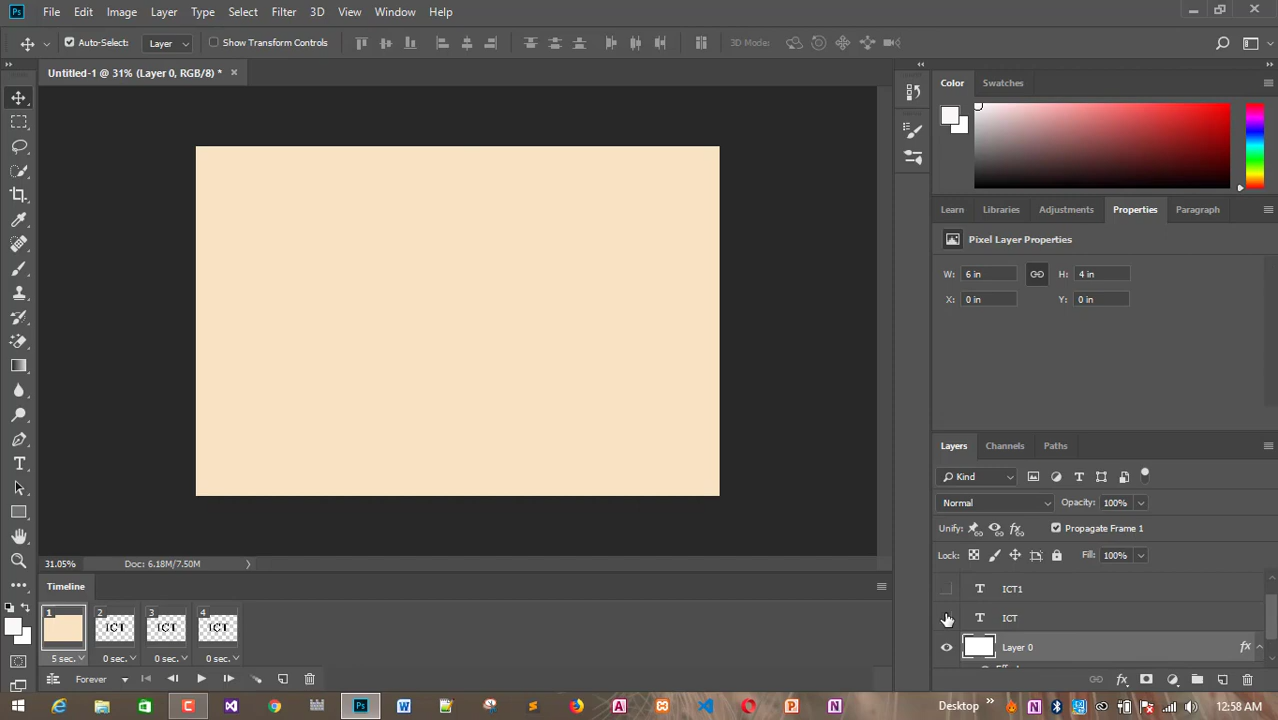 Ps File Edit Image Layer Type Select Filter 3D View Window Help
Auto-Select: Layer Show Transform Controls 3D Mode:
Untitled-1 @ 31% (Layer 0, RGB/8) *
Color Swatches
Learn Libraries Adjustments Properties Paragraph
Pixel Layer Properties
W: 6 in H: 4 in
X: 0 in Y: 0 in
Layers Channels Paths
Kind
Normal Opacity: 100%
Unify: Propagate Frame 1
Lock: Fill: 100%
T ICT1
T ICT
Layer 0 fx
31.05% Doc: 6.18M/7.50M
Timeline
1 2 3 4
ICT ICT ICT
5 sec. 0 sec. 0 sec. 0 sec.
Forever
Desktop 12:58 AM